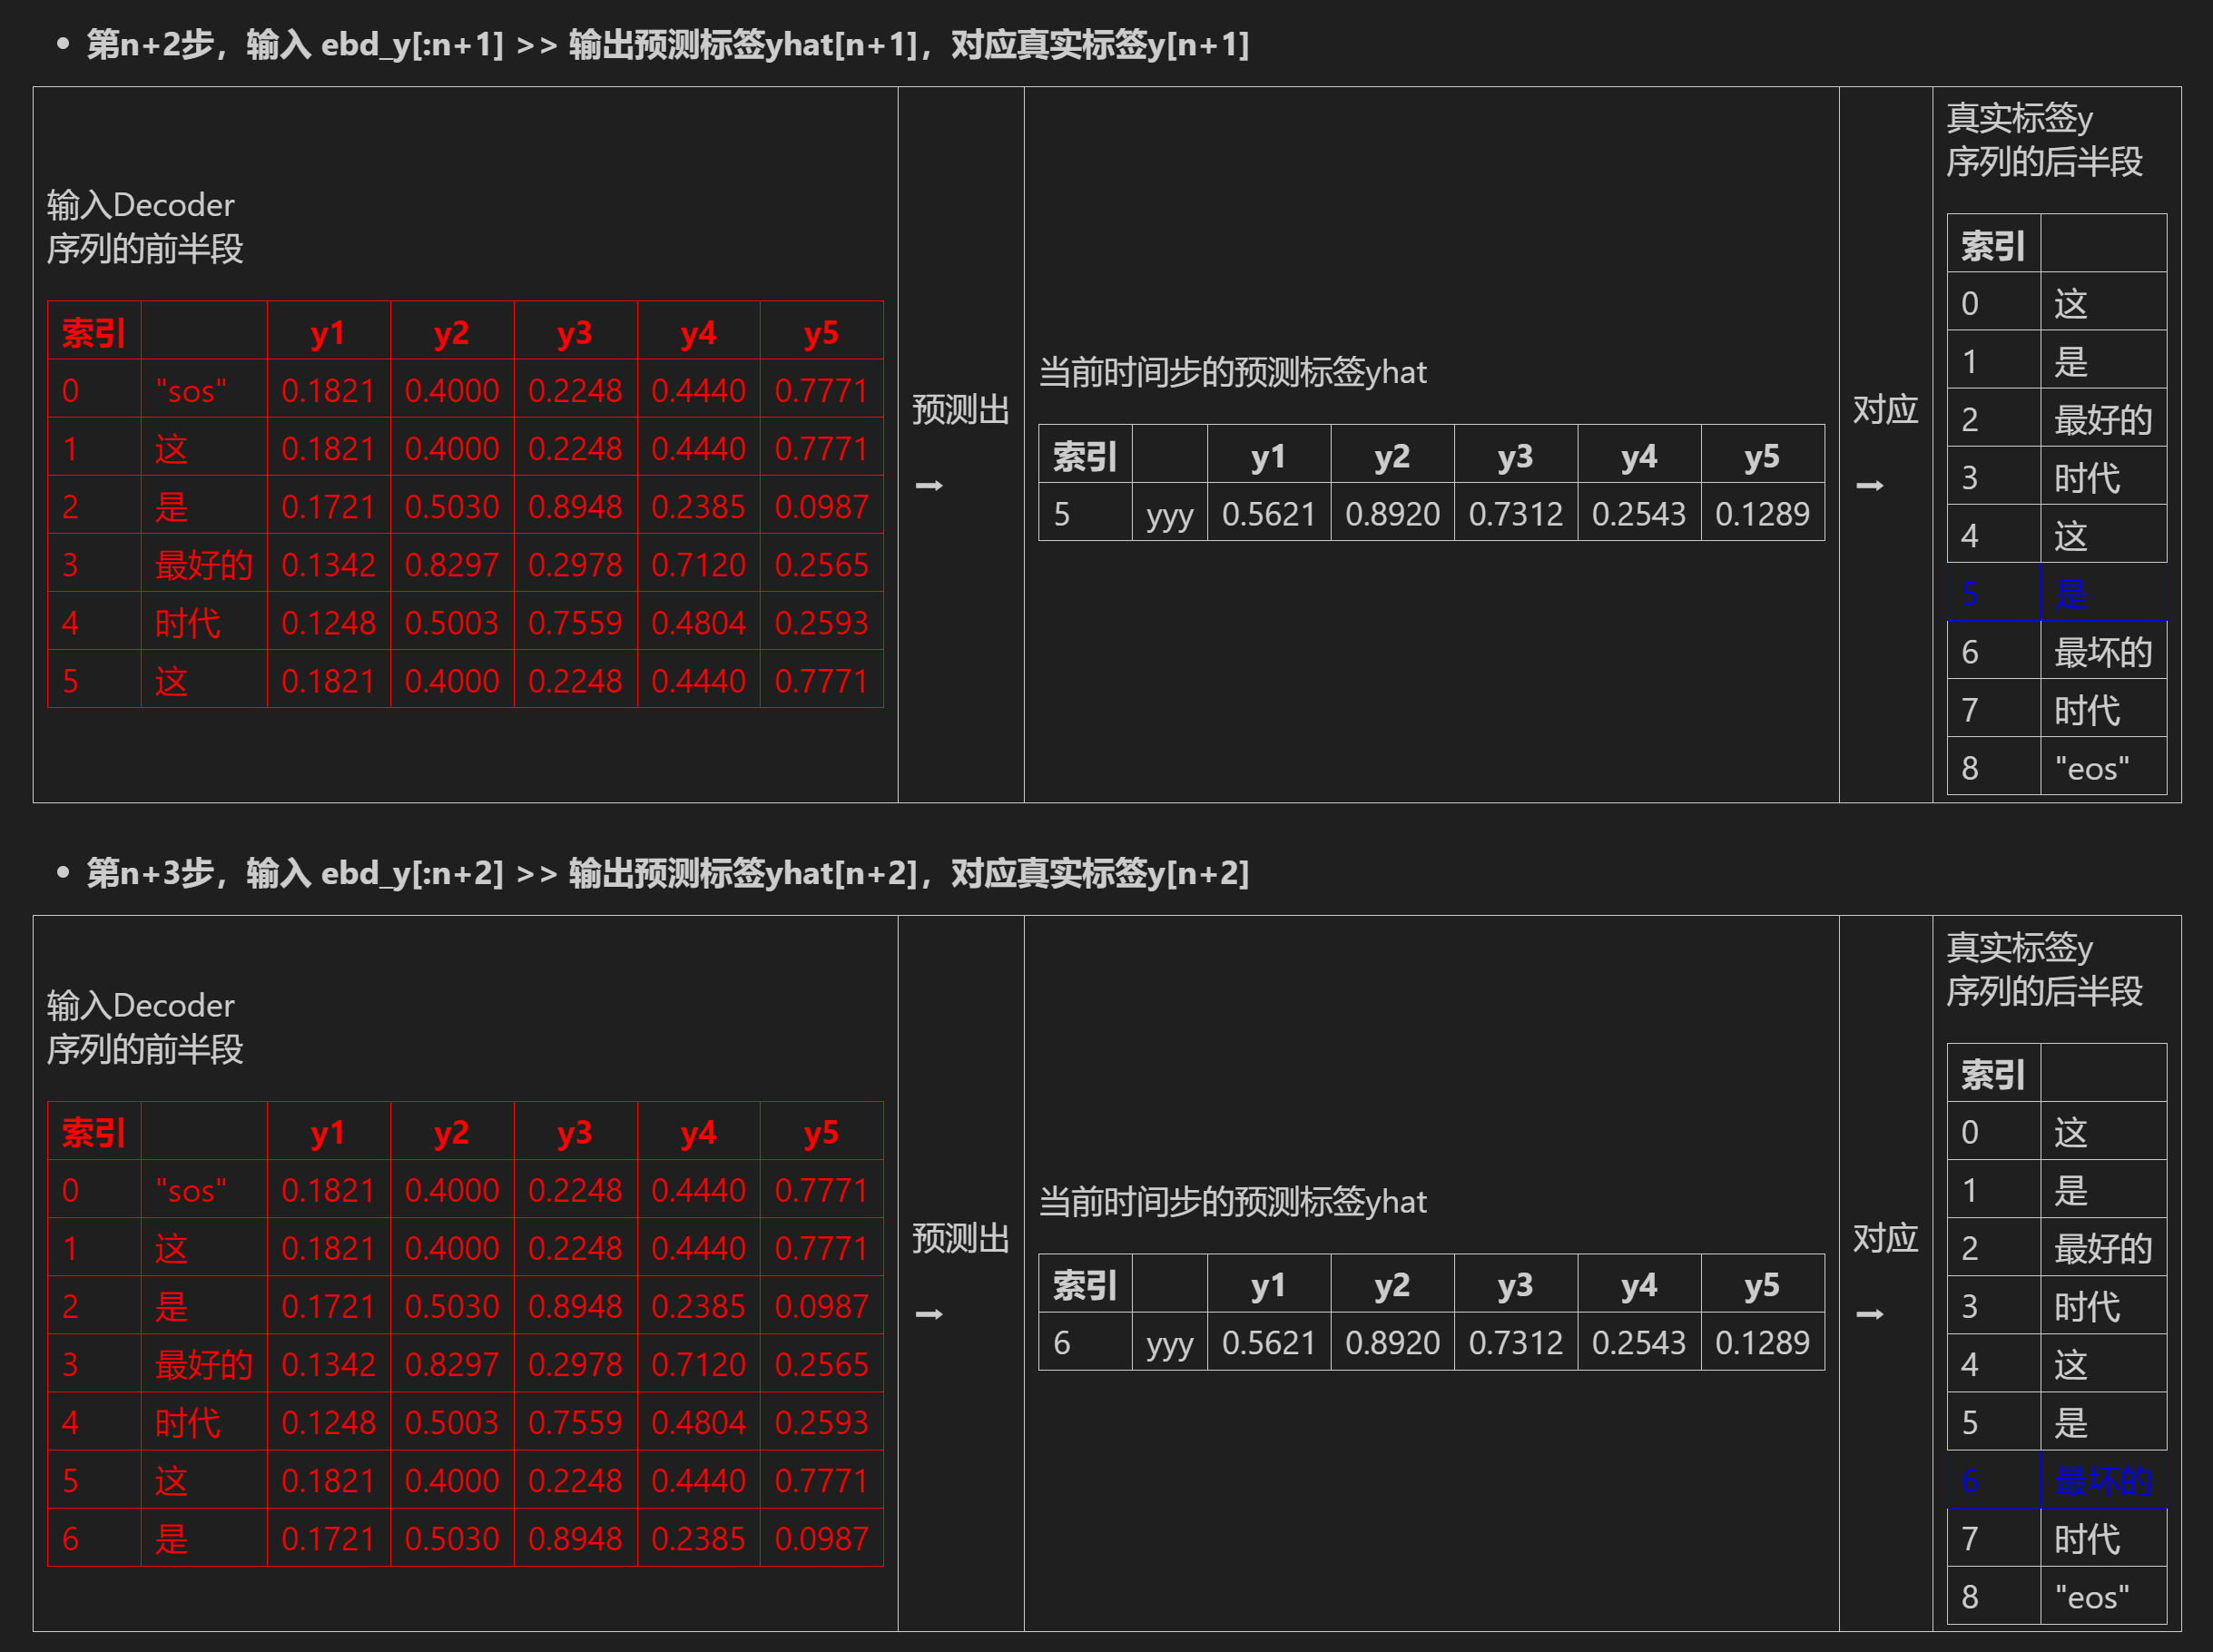 第n+2步，输入 ebd_y[:n+1] >> 输出预测标签yhat[n+1]，对应真实标签y[n+1]
输入Decoder
序列的前半段
索引 y1 y2 y3 y4 y5
0 "sos" 0.1821 0.4000 0.2248 0.4440 0.7771
1 这 0.1821 0.4000 0.2248 0.4440 0.7771
2 是 0.1721 0.5030 0.8948 0.2385 0.0987
3 最好的 0.1342 0.8297 0.2978 0.7120 0.2565
4 时代 0.1248 0.5003 0.7559 0.4804 0.2593
5 这 0.1821 0.4000 0.2248 0.4440 0.7771
预测出
→
当前时间步的预测标签yhat
索引 y1 y2 y3 y4 y5
5 yyy 0.5621 0.8920 0.7312 0.2543 0.1289
对应
→
真实标签y
序列的后半段
索引
0 这
1 是
2 最好的
3 时代
4 这
5 是
6 最坏的
7 时代
8 "eos"
第n+3步，输入 ebd_y[:n+2] >> 输出预测标签yhat[n+2]，对应真实标签y[n+2]
输入Decoder
序列的前半段
索引 y1 y2 y3 y4 y5
0 "sos" 0.1821 0.4000 0.2248 0.4440 0.7771
1 这 0.1821 0.4000 0.2248 0.4440 0.7771
2 是 0.1721 0.5030 0.8948 0.2385 0.0987
3 最好的 0.1342 0.8297 0.2978 0.7120 0.2565
4 时代 0.1248 0.5003 0.7559 0.4804 0.2593
5 这 0.1821 0.4000 0.2248 0.4440 0.7771
6 是 0.1721 0.5030 0.8948 0.2385 0.0987
预测出
→
当前时间步的预测标签yhat
索引 y1 y2 y3 y4 y5
6 yyy 0.5621 0.8920 0.7312 0.2543 0.1289
对应
→
真实标签y
序列的后半段
索引
0 这
1 是
2 最好的
3 时代
4 这
5 是
6 最坏的
7 时代
8 "eos"